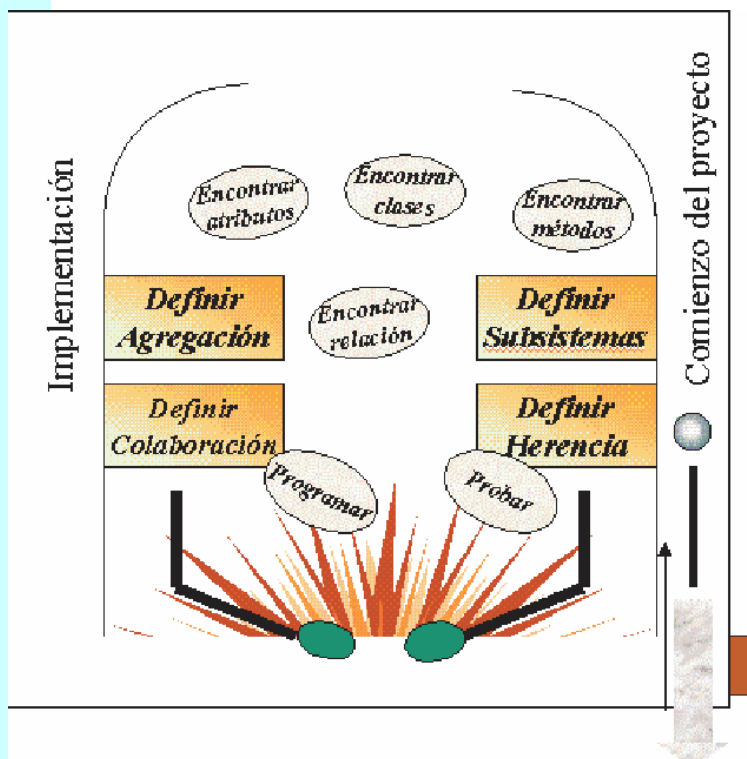 Implementación
Encontrar
atributos
Encontrar
clases
Encontrar
métodos
Definir
Agregación
Encontrar
relación
Definir
Subsistemas
Definir
Colaboración
Definir
Herencia
Programar
Probar
Comienzo del proyecto